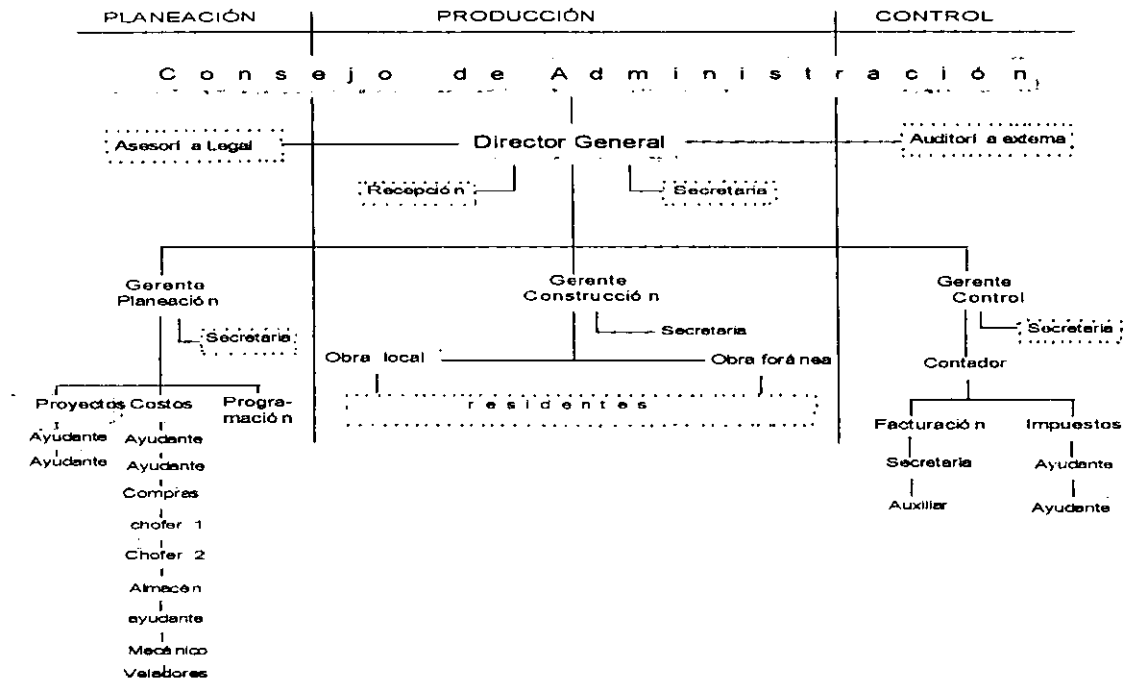 PLANEACIÓN PRODUCCIÓN CONTROL
Consejo de Administración
Asesoría Legal
Director General
Auditoría externa
Recepción
Secretaria
Gerente
Planeación
Secretaria
Gerente
Construcción
Secretaria
Gerente
Control
Secretaria
Obra local
Obra foránea
residentes
Contador
Proyectos
Costos
Progra-
mación
Ayudante
Ayudante
Ayudante
Ayudante
Compras
chofer 1
Chofer 2
Almacén
ayudante
Mecánico
Veladores
Facturación
Impuestos
Secretaria
Ayudante
Auxiliar
Ayudante